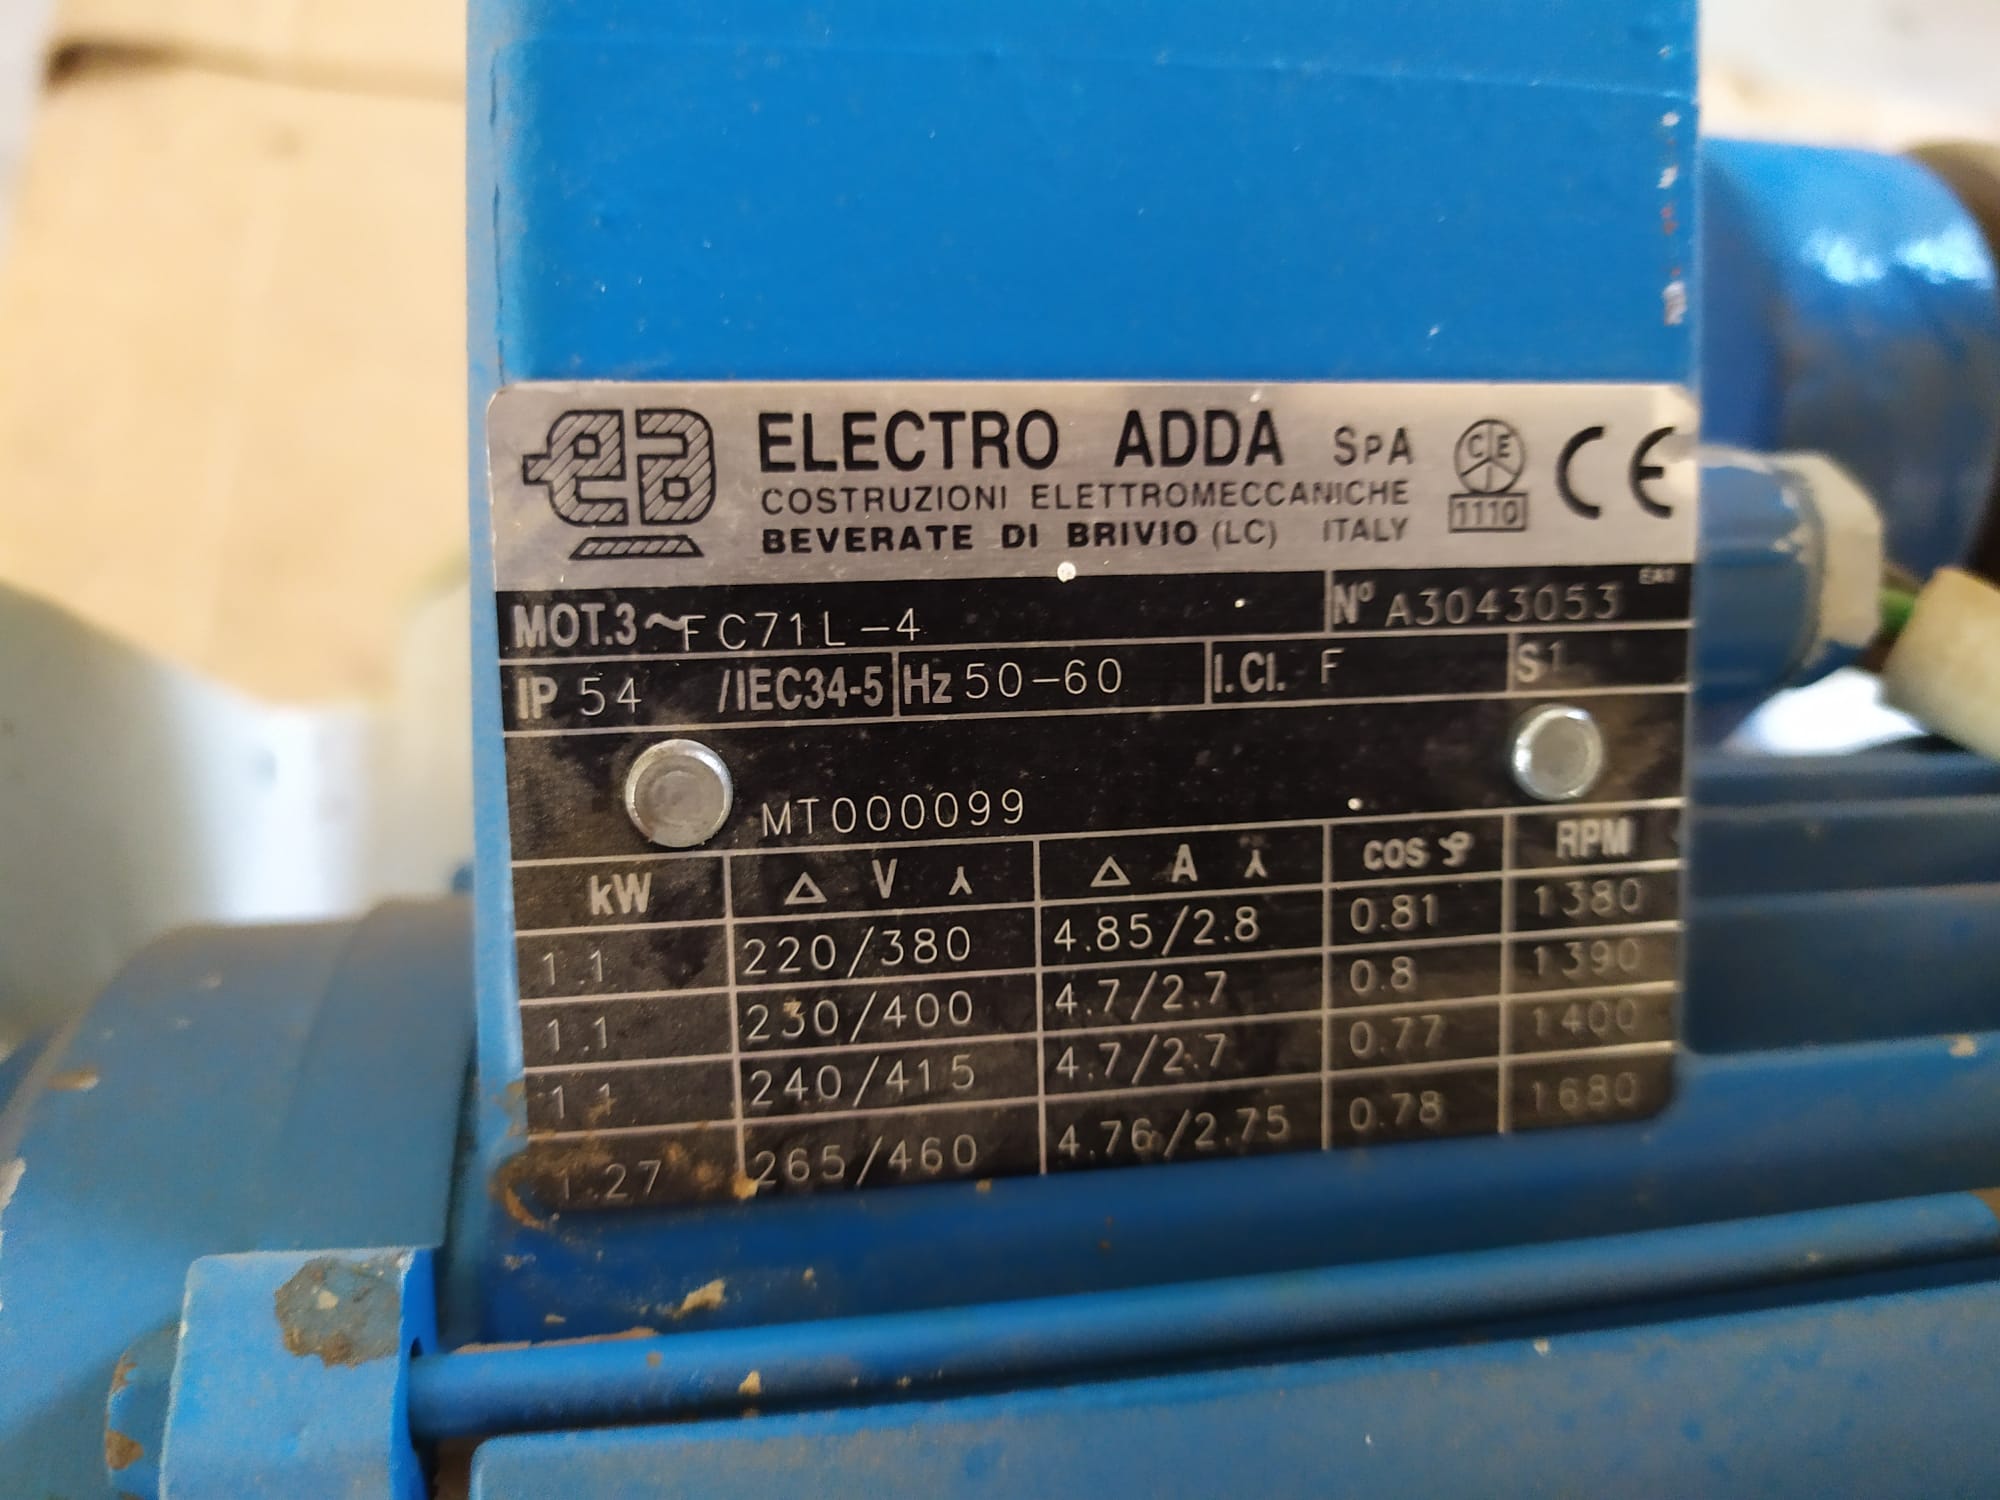 ELECTRO ADDA SPA
COSTRUZIONI ELETTROMECCANICHE
BEVERATE DI BRIVIO (LC) ITALY
CE
1110
CE
EA1
MOT.3~FC71L-4 Nº A3043053
IP 54 /IEC34-5 Hz 50-60 I.Cl. F S1
MT000099
kW Δ V ⅄ Δ A ⅄ cos φ RPM
1.1 220/380 4.85/2.8 0.81 1380
1.1 230/400 4.7/2.7 0.8 1390
1.1 240/415 4.7/2.7 0.77 1400
1.27 265/460 4.76/2.75 0.78 1680